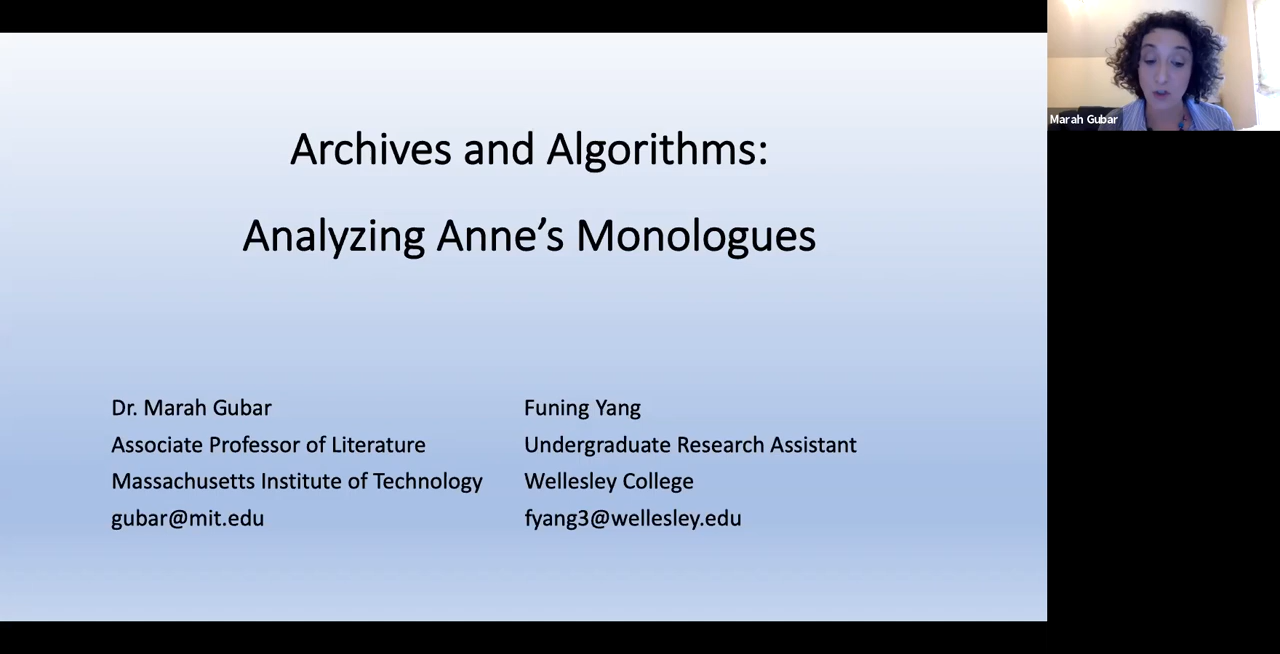 Archives and Algorithms:
Analyzing Anne’s Monologues
Dr. Marah Gubar
Associate Professor of Literature
Massachusetts Institute of Technology
gubar@mit.edu
Funing Yang
Undergraduate Research Assistant
Wellesley College
fyang3@wellesley.edu
Marah Gubar